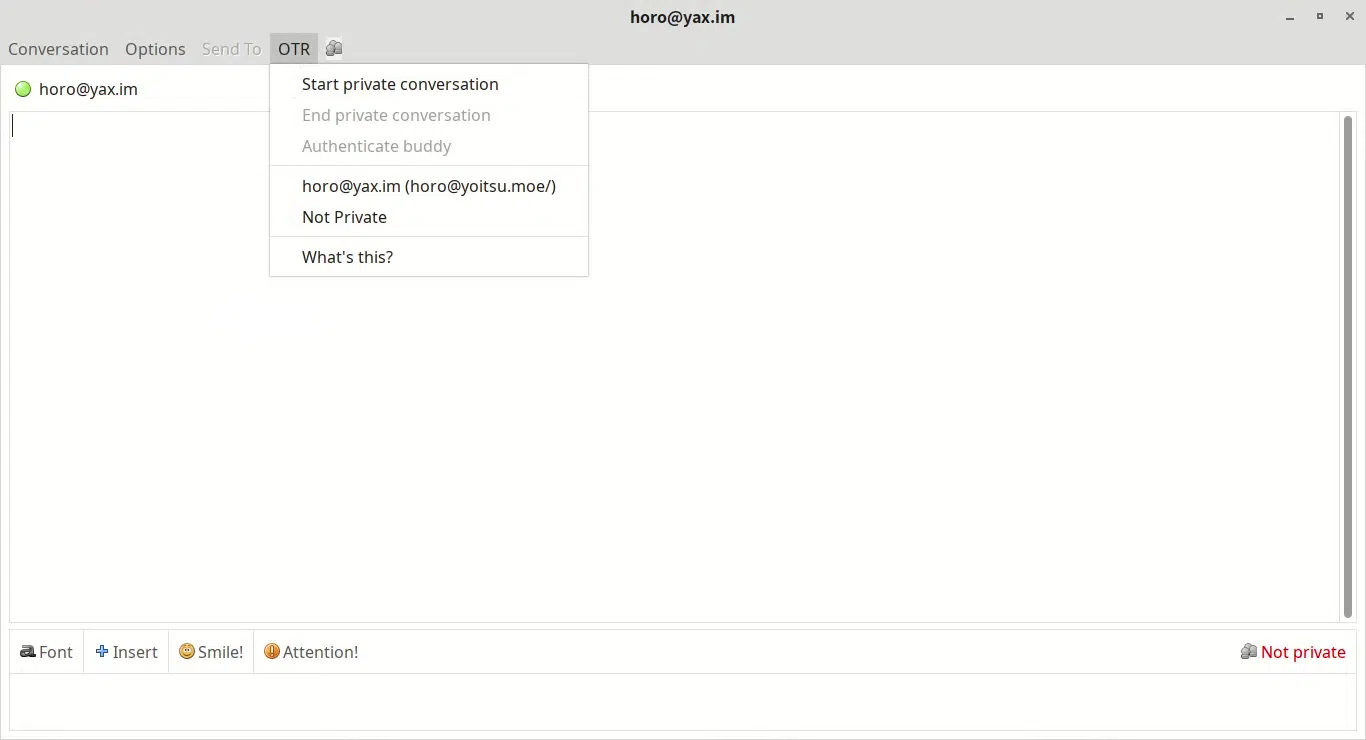 horo@yax.im
Conversation Options Send To OTR
horo@yax.im
Start private conversation
End private conversation
Authenticate buddy
horo@yax.im (horo@yoitsu.moe/)
Not Private
What's this?
Font Insert Smile! Attention! Not private